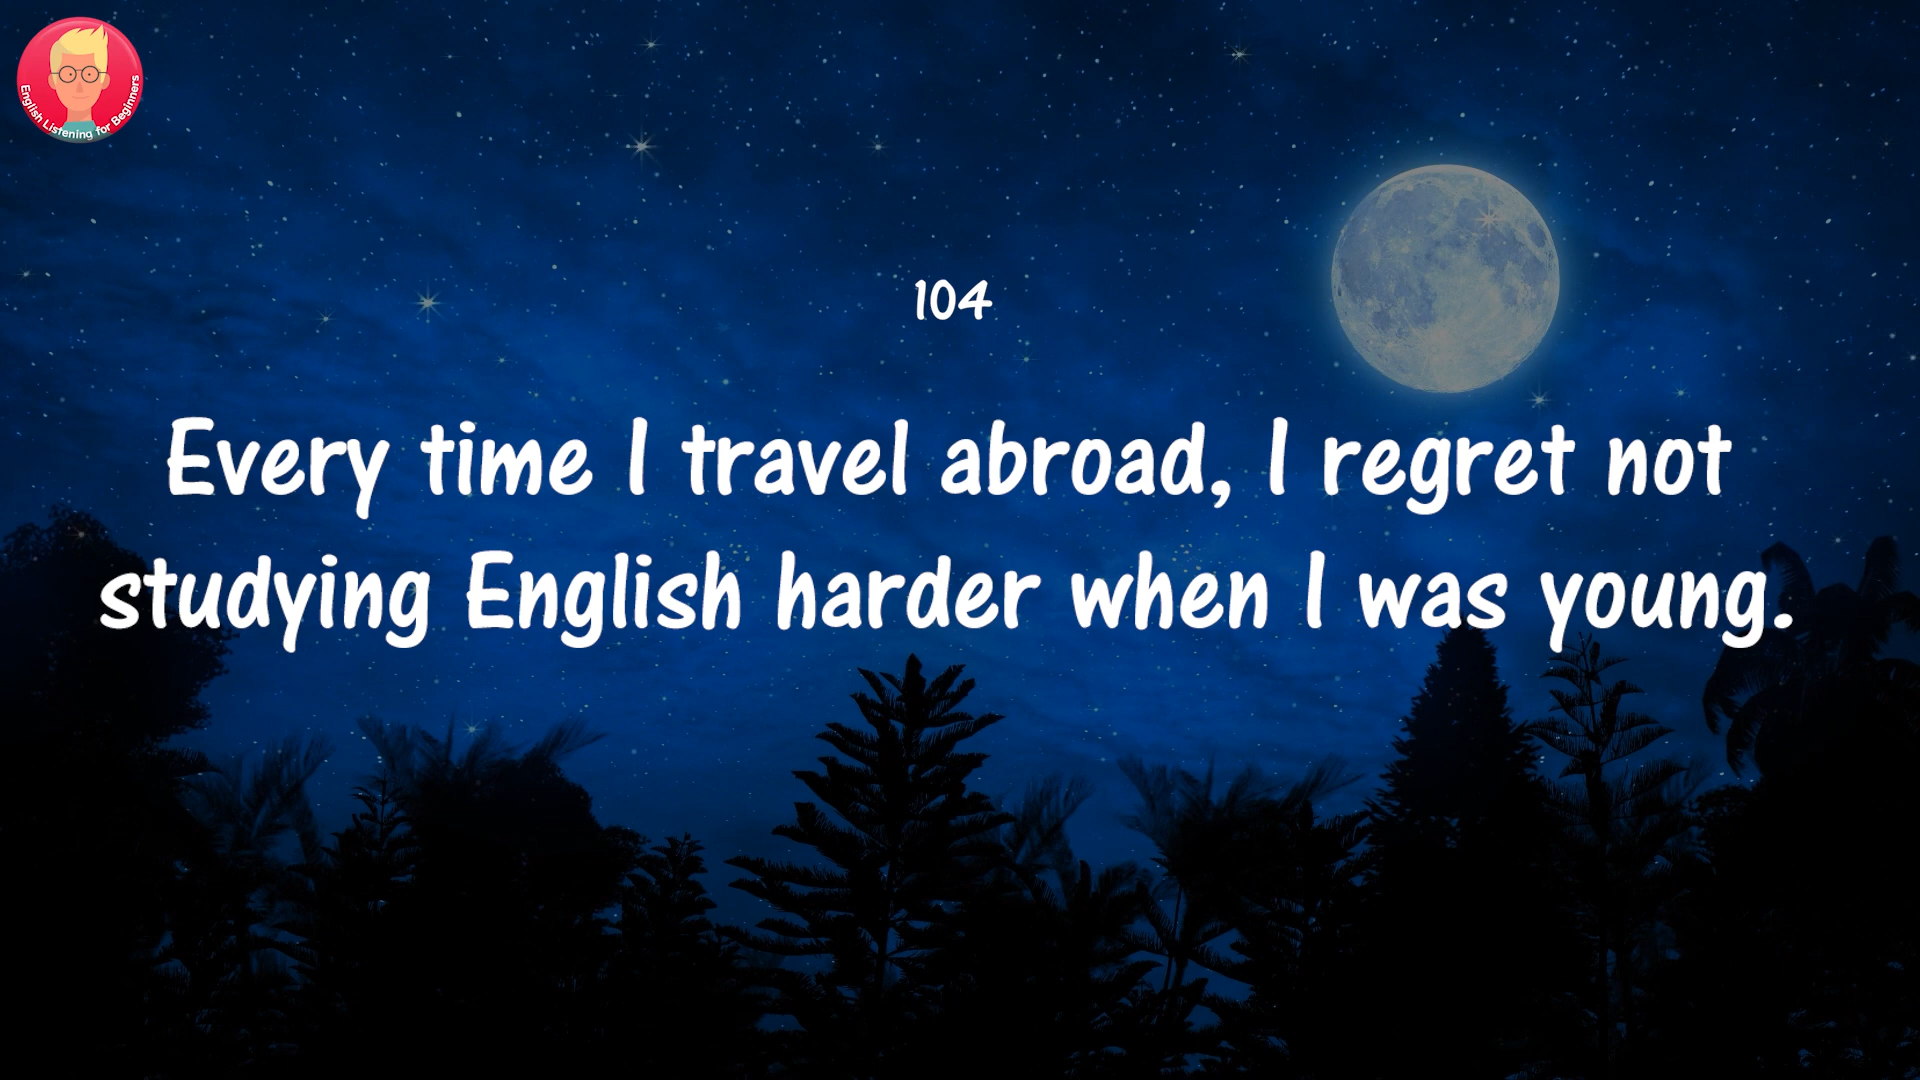 English Listening for Beginners
104
Every time I travel abroad, I regret not
studying English harder when I was young.